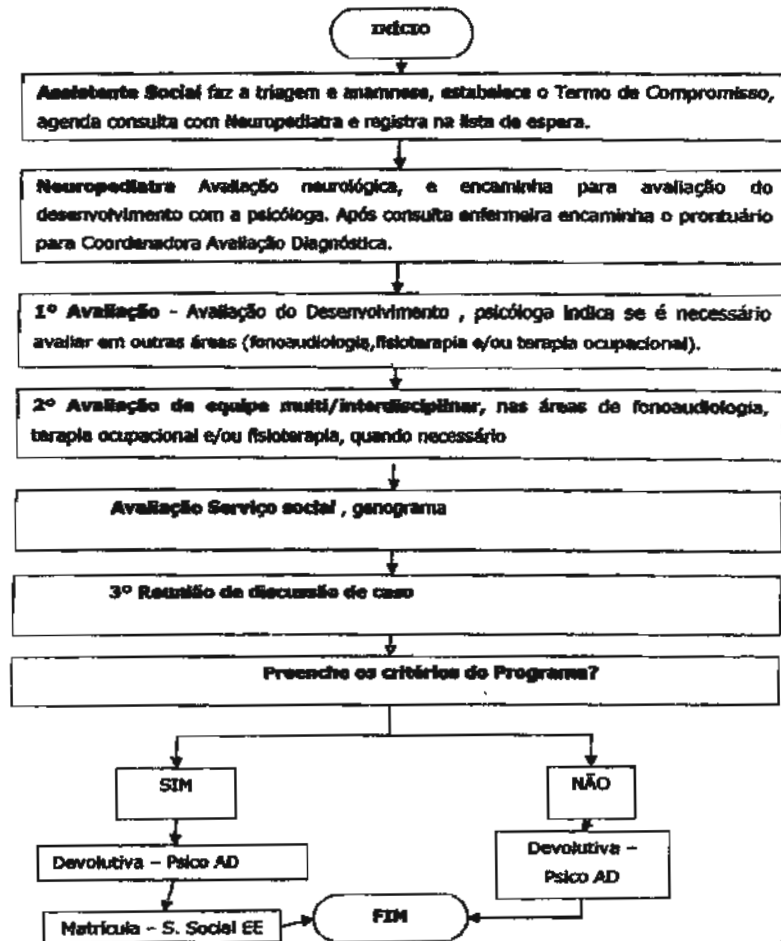 INÍCIO
Assistente Social faz a triagem e anamnese, estabelece o Termo de Compromisso,
agenda consulta com Neuropediatra e registra na lista de espera.
Neuropediatra Avaliação neurológica, e encaminha para avaliação do
desenvolvimento com a psicóloga. Após consulta enfermeira encaminha o prontuário
para Coordenadora Avaliação Diagnóstica.
1º Avaliação - Avaliação do Desenvolvimento , psicóloga indica se é necessário
avaliar em outras áreas (fonoaudiologia,fisioterapia e/ou terapia ocupacional).
2º Avaliação da equipe multi/interdisciplinar, nas áreas de fonoaudiologia,
terapia ocupacional e/ou fisioterapia, quando necessário
Avaliação Serviço social , genograma
3º Reunião de discussão de caso
Preenche os critérios do Programa?
SIM
NÃO
Devolutiva – Psico AD
Devolutiva –
Psico AD
Matrícula – S. Social EE
FIM